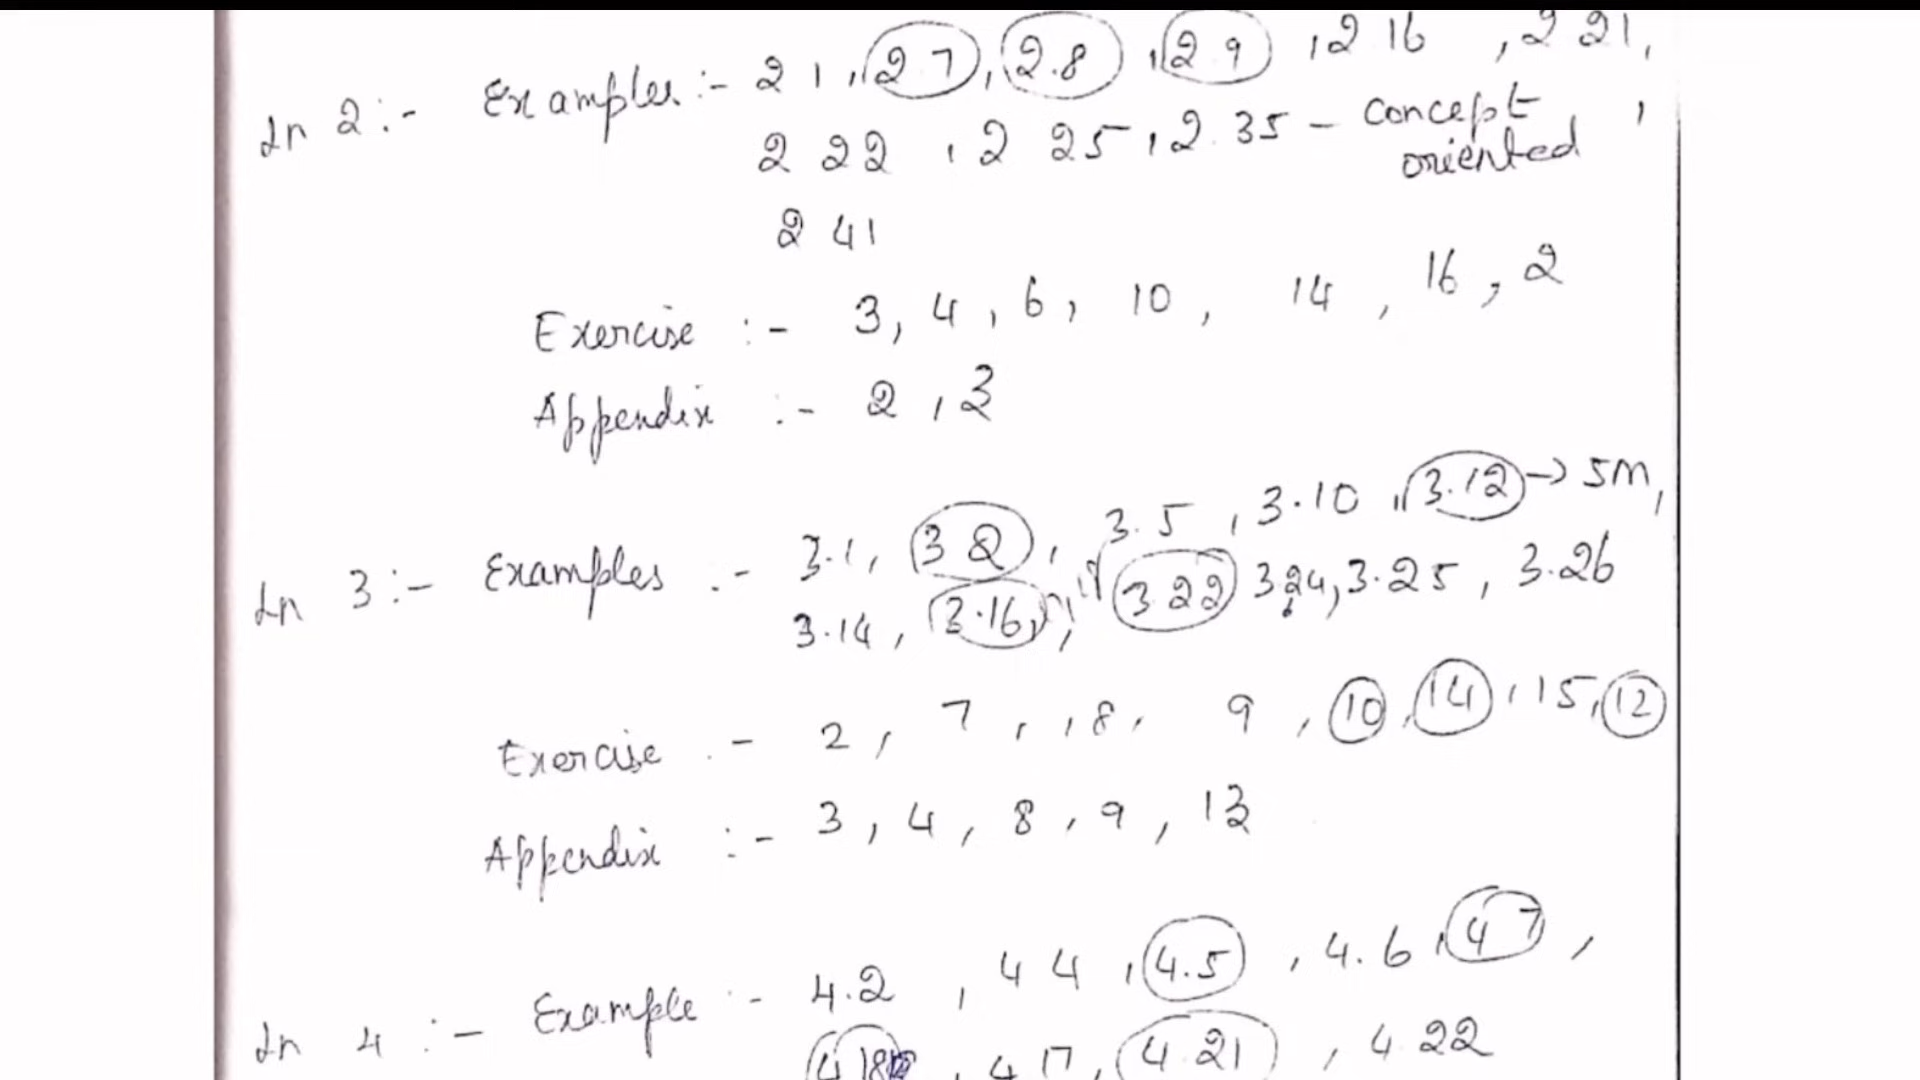 Ln 2 :- Examples :- 2 1, 2 7, 2.8, 2 9, 2 16, 2 21,
2 22, 2 25, 2.35 - concept oriented,
2 41
Exercise :- 3, 4, 6, 10, 14, 16, 2
Appendix :- 2, 3
Ln 3 :- Examples :- 3.1, 3 2, 3.5, 3.10, 3.12 → 5M,
3.14, 3.16, 3 22 3.24, 3.25, 3.26
Exercise :- 2, 7, 8, 9, 10, 14, 15, 12
Appendix :- 3, 4, 8, 9, 13
Ln 4 :- Example :- 4.2, 4 4, 4.5, 4.6, 4 7,
4 17, 4 21, 4 22